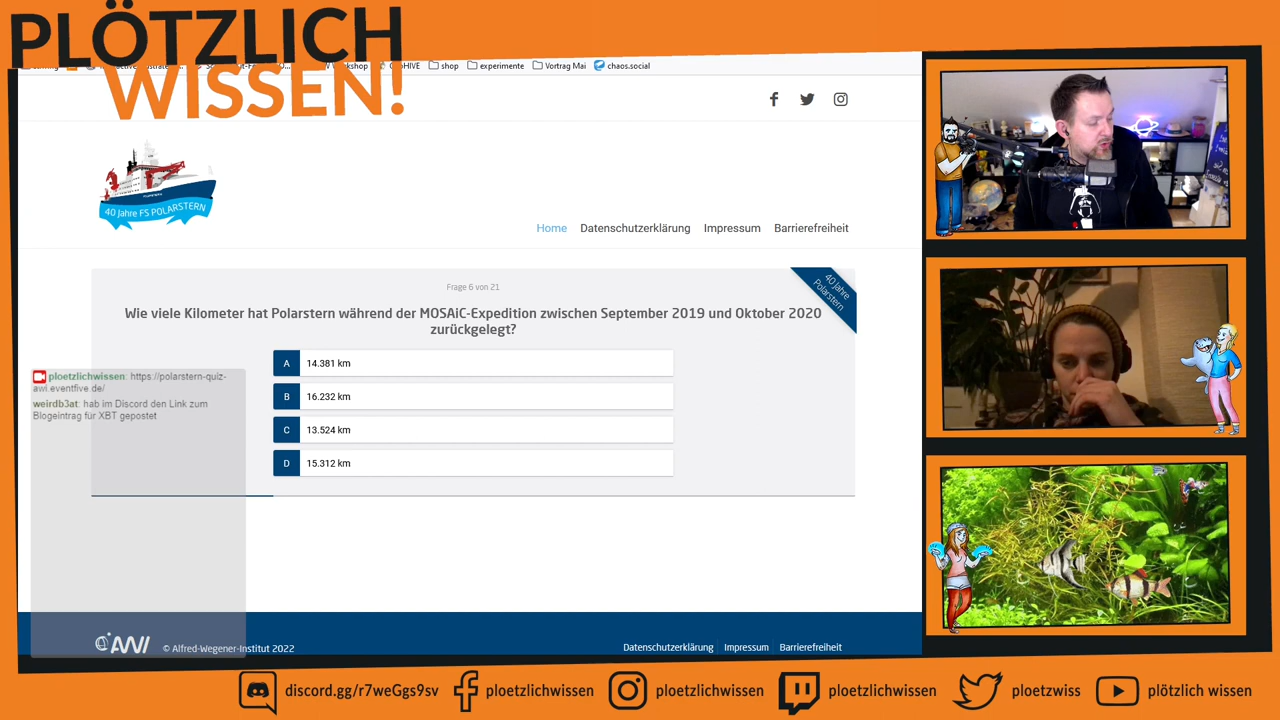 PLÖTZLICH
WISSEN!
Workshop
shop
experimente
Vortrag Mai
chaos.social
40 Jahre FS POLARSTERN
Home
Datenschutzerklärung
Impressum
Barrierefreiheit
40 Jahre
Polarstern
Frage 6 von 21
Wie viele Kilometer hat Polarstern während der MOSAiC-Expedition zwischen September 2019 und Oktober 2020
zurückgelegt?
A 14.381 km
B 16.232 km
C 13.524 km
D 15.312 km
ploetzlichwissen: https://polarstern-quiz-
awi.eventfive.de/
weirdb3at: hab im Discord den Link zum
Blogeintrag für XBT gepostet
AWI
© Alfred-Wegener-Institut 2022
Datenschutzerklärung
Impressum
Barrierefreiheit
discord.gg/r7weGgs9sv
ploetzlichwissen
ploetzlichwissen
ploetzlichwissen
ploetzwiss
plötzlich wissen